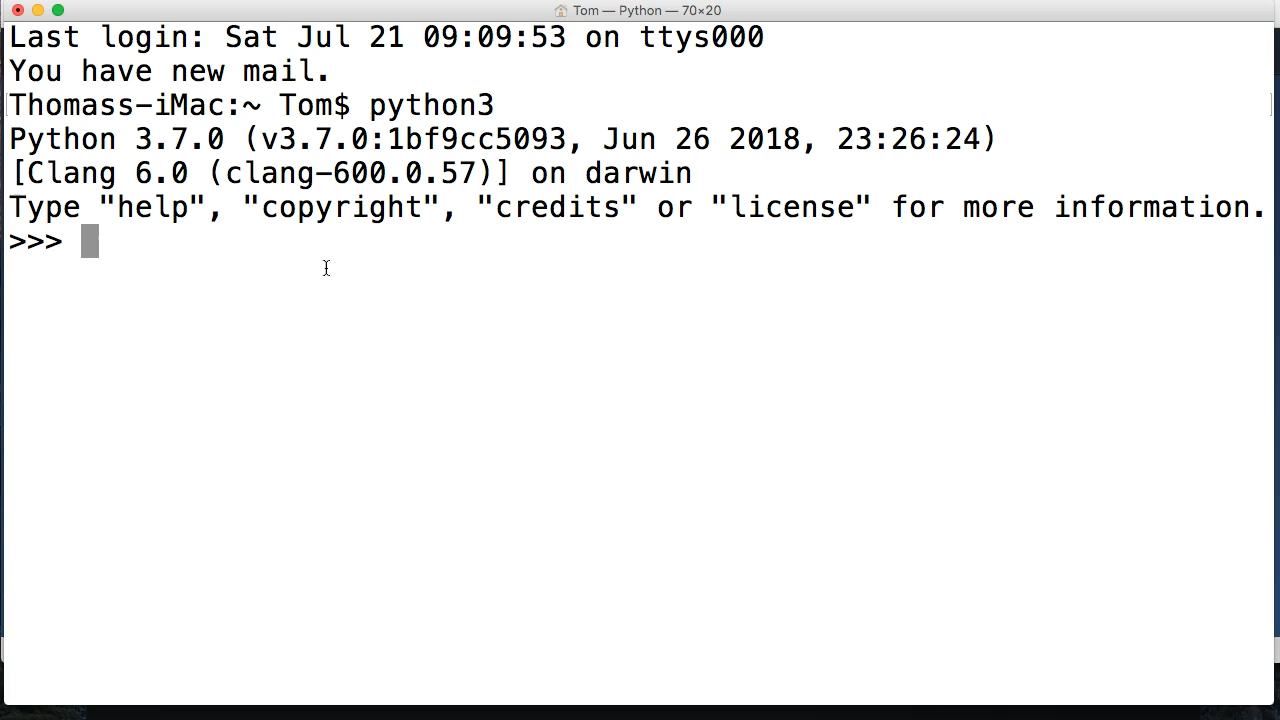 Tom — Python — 70×20
Last login: Sat Jul 21 09:09:53 on ttys000
You have new mail.
Thomass-iMac:~ Tom$ python3
Python 3.7.0 (v3.7.0:1bf9cc5093, Jun 26 2018, 23:26:24)
[Clang 6.0 (clang-600.0.57)] on darwin
Type "help", "copyright", "credits" or "license" for more information.
>>>